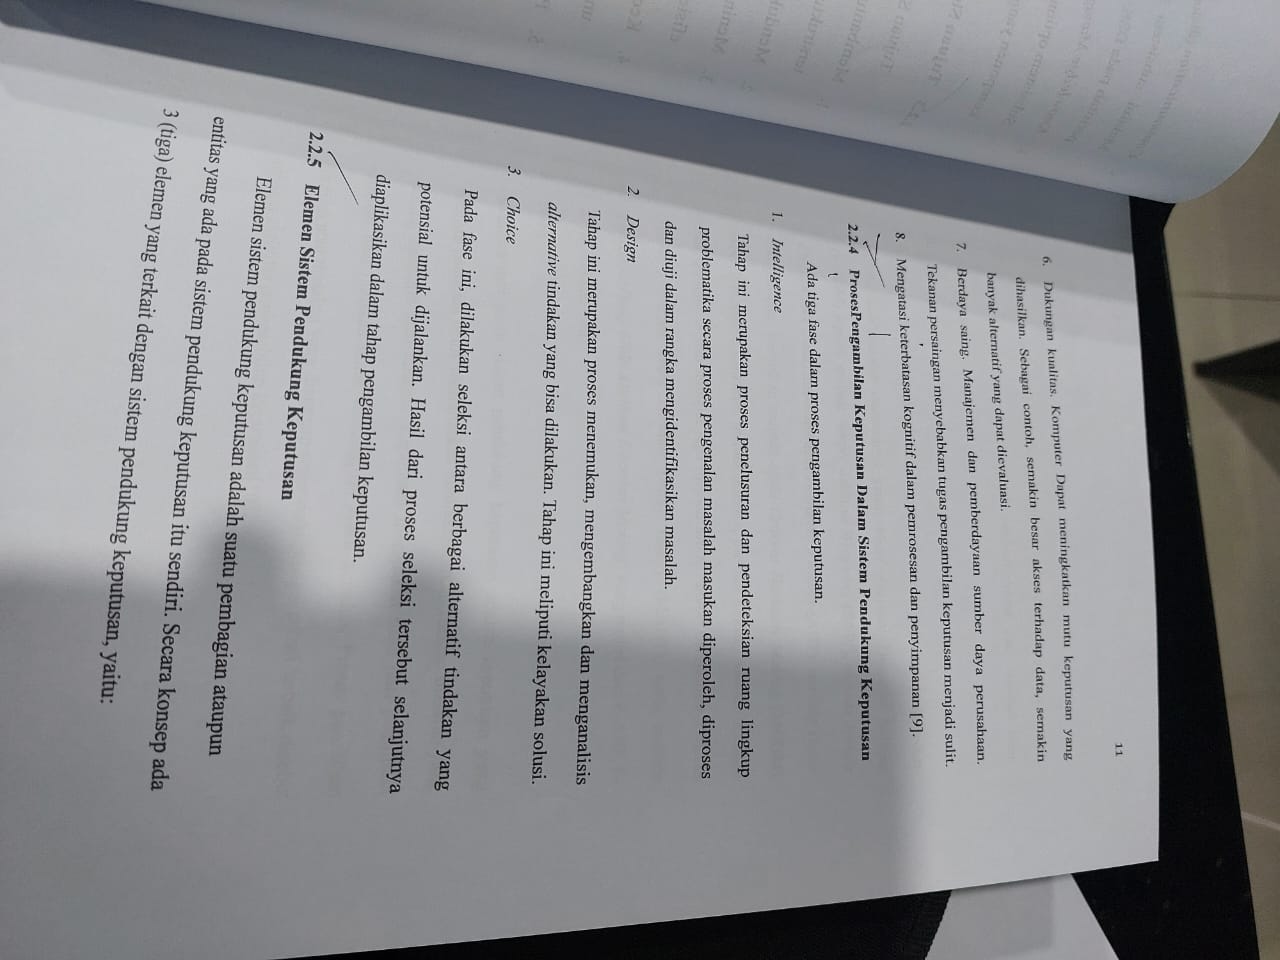 11
6. Dukungan kualitas. Komputer Dapat meningkatkan mutu keputusan yang
dihasilkan. Sebagai contoh, semakin besar akses terhadap data, semakin
banyak alternatif yang dapat dievaluasi.
7. Berdaya saing. Manajemen dan pemberdayaan sumber daya perusahaan.
Tekanan persaingan menyebabkan tugas pengambilan keputusan menjadi sulit.
8. Mengatasi keterbatasan kognitif dalam pemrosesan dan penyimpanan [9].
2.2.4 ProsesPengambilan Keputusan Dalam Sistem Pendukung Keputusan
Ada tiga fase dalam proses pengambilan keputusan.
1. Intelligence
Tahap ini merupakan proses penelusuran dan pendeteksian ruang lingkup
problematika secara proses pengenalan masalah masukan diperoleh, diproses
dan diuji dalam rangka mengidentifikasikan masalah.
2. Design
Tahap ini merupakan proses menemukan, mengembangkan dan menganalisis
alternative tindakan yang bisa dilakukan. Tahap ini meliputi kelayakan solusi.
3. Choice
Pada fase ini, dilakukan seleksi antara berbagai alternatif tindakan yang
potensial untuk dijalankan. Hasil dari proses seleksi tersebut selanjutnya
diaplikasikan dalam tahap pengambilan keputusan.
2.2.5 Elemen Sistem Pendukung Keputusan
Elemen sistem pendukung keputusan adalah suatu pembagian ataupun
entitas yang ada pada sistem pendukung keputusan itu sendiri. Secara konsep ada
3 (tiga) elemen yang terkait dengan sistem pendukung keputusan, yaitu: